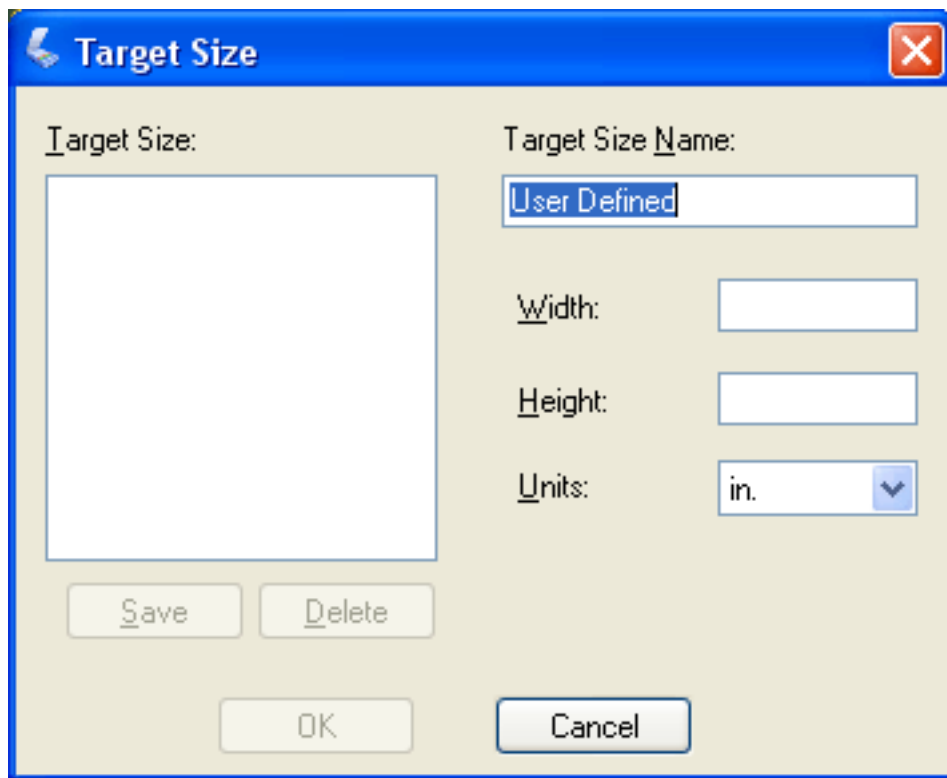 Target Size
Target Size:
Target Size Name:
User Defined
Width:
Height:
Units:
in.
Save
Delete
OK
Cancel